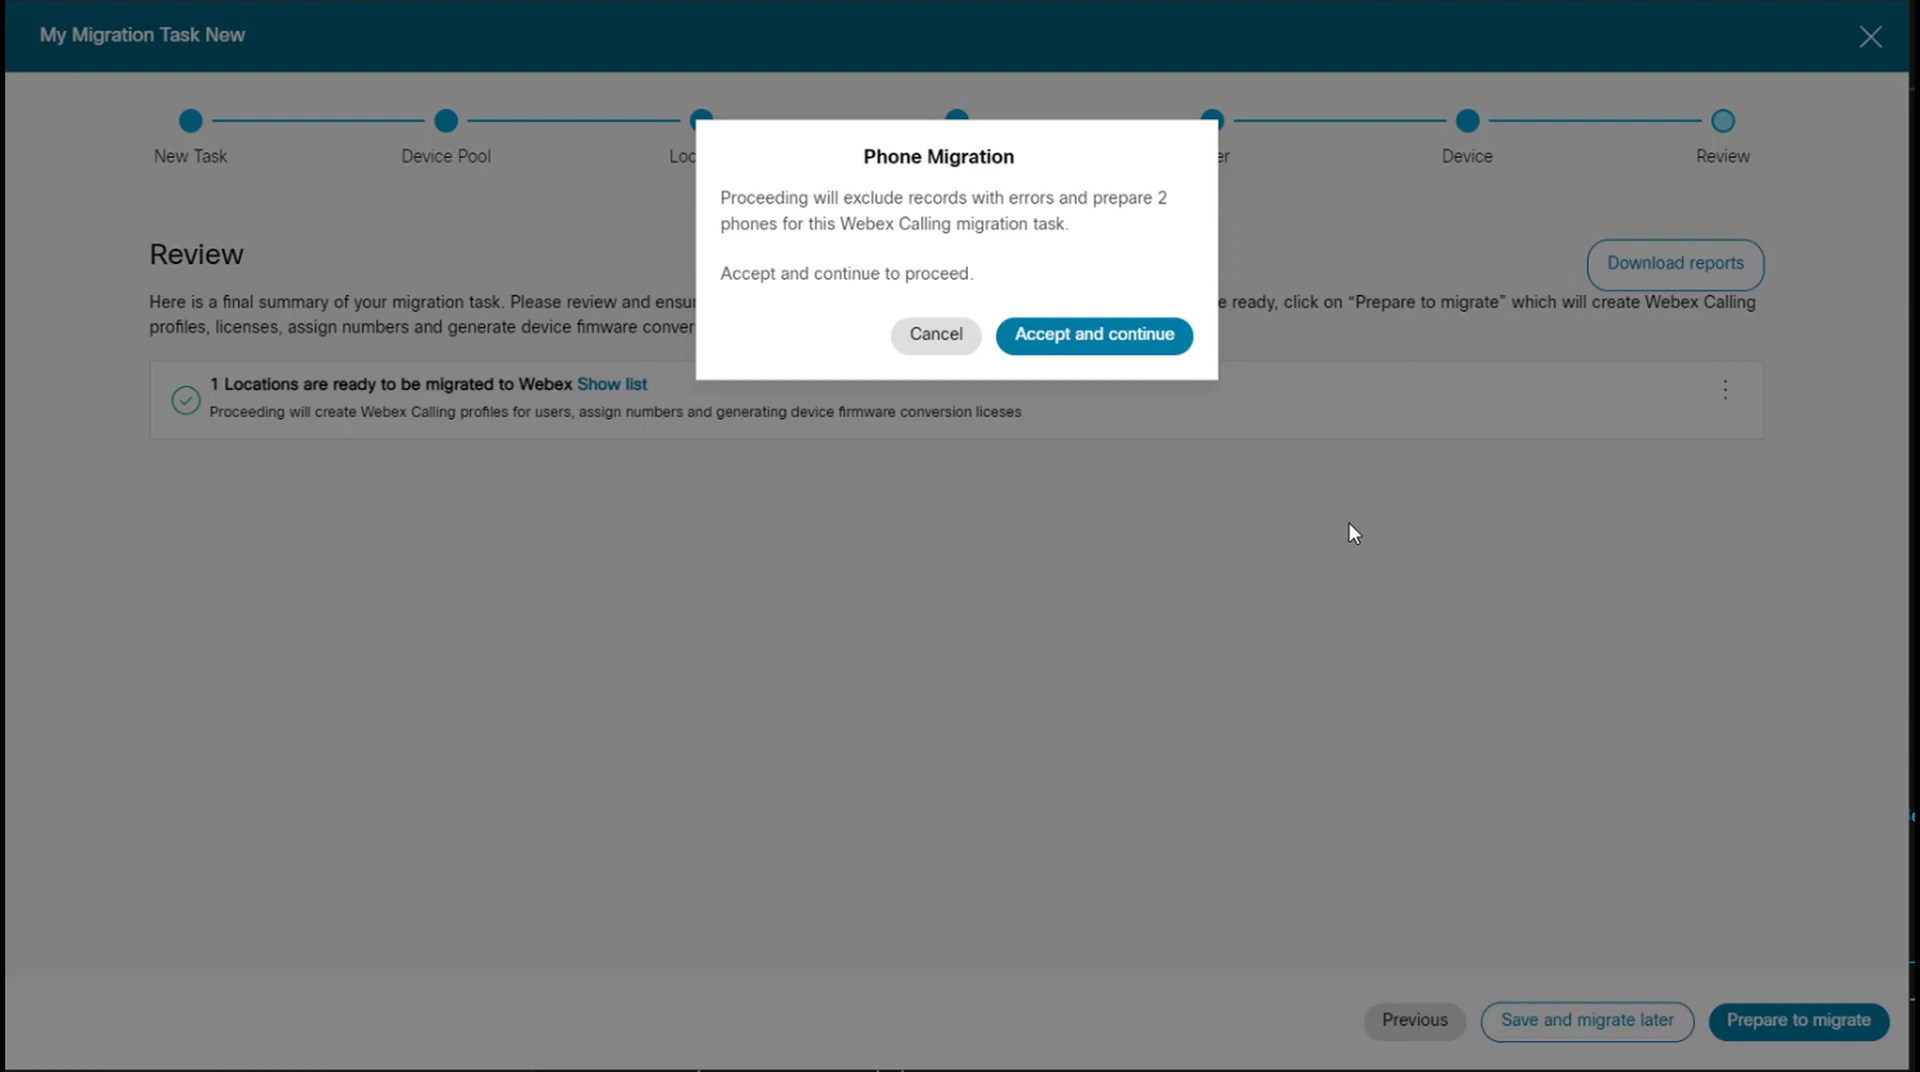 My Migration Task New
New Task
Device Pool
Loc
er
Device
Review
Phone Migration
Proceeding will exclude records with errors and prepare 2
phones for this Webex Calling migration task.
Accept and continue to proceed.
Cancel
Accept and continue
Review
Download reports
Here is a final summary of your migration task. Please review and ensur e ready, click on “Prepare to migrate” which will create Webex Calling
profiles, licenses, assign numbers and generate device fimware conver
1 Locations are ready to be migrated to Webex Show list
Proceeding will create Webex Calling profiles for users, assign numbers and generating device firmware conversion liceses
Previous
Save and migrate later
Prepare to migrate